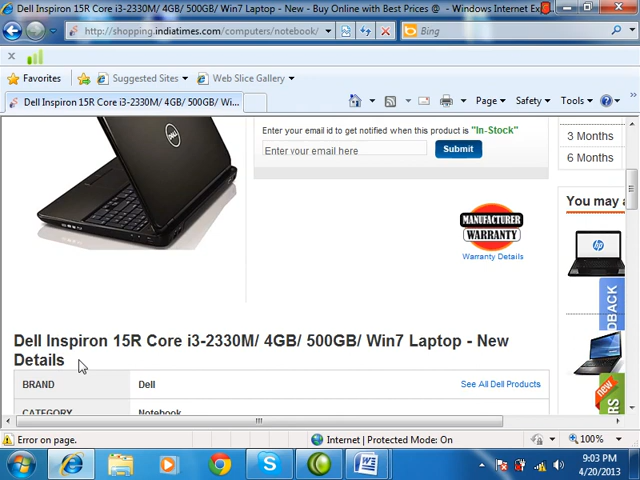 Dell Inspiron 15R Core i3-2330M/ 4GB/ 500GB/ Win7 Laptop - New - Buy Online with Best Prices @ - Windows Internet Ex...
http://shopping.indiatimes.com/computers/notebook/
Bing
x
Favorites
Suggested Sites
Web Slice Gallery
Dell Inspiron 15R Core i3-2330M/ 4GB/ 500GB/ Wi...
Page
Safety
Tools
Enter your email id to get notified when this product is "In-Stock"
Enter your email here
Submit
3 Months
6 Months
DELL
MANUFACTURER
WARRANTY
Warranty Details
You may a
hp
DBACK
Dell Inspiron 15R Core i3-2330M/ 4GB/ 500GB/ Win7 Laptop - New
Details
BRAND
Dell
See All Dell Products
new
RS
CATEGORY
Notebook
Error on page.
Internet | Protected Mode: On
100%
9:03 PM
4/20/2013